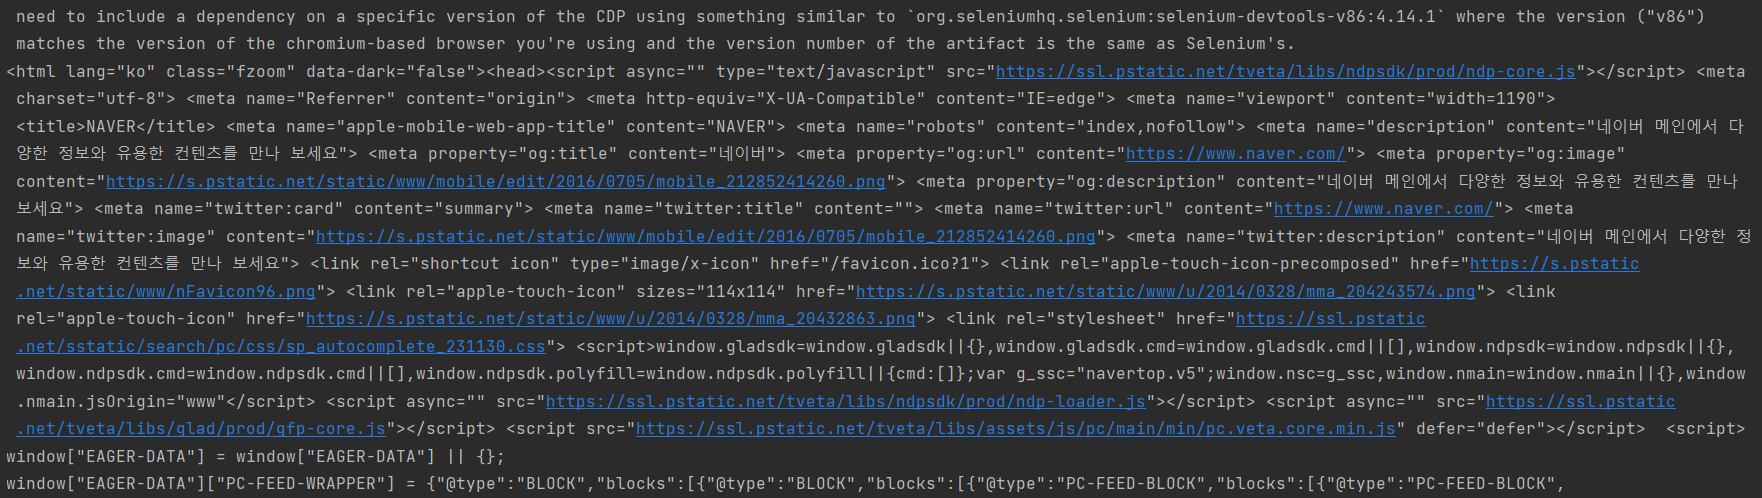 need to include a dependency on a specific version of the CDP using something similar to `org.seleniumhq.selenium:selenium-devtools-v86:4.14.1` where the version ("v86")
matches the version of the chromium-based browser you're using and the version number of the artifact is the same as Selenium's.
<html lang="ko" class="fzoom" data-dark="false"><head><script async="" type="text/javascript" src="https://ssl.pstatic.net/tveta/libs/ndpsdk/prod/ndp-core.js"></script> <meta
charset="utf-8"> <meta name="Referrer" content="origin"> <meta http-equiv="X-UA-Compatible" content="IE=edge"> <meta name="viewport" content="width=1190">
<title>NAVER</title> <meta name="apple-mobile-web-app-title" content="NAVER"> <meta name="robots" content="index,nofollow"> <meta name="description" content="네이버 메인에서 다
양한 정보와 유용한 컨텐츠를 만나 보세요"> <meta property="og:title" content="네이버"> <meta property="og:url" content="https://www.naver.com/"> <meta property="og:image"
content="https://s.pstatic.net/static/www/mobile/edit/2016/0705/mobile_212852414260.png"> <meta property="og:description" content="네이버 메인에서 다양한 정보와 유용한 컨텐츠를 만나
보세요"> <meta name="twitter:card" content="summary"> <meta name="twitter:title" content=""> <meta name="twitter:url" content="https://www.naver.com/"> <meta
name="twitter:image" content="https://s.pstatic.net/static/www/mobile/edit/2016/0705/mobile_212852414260.png"> <meta name="twitter:description" content="네이버 메인에서 다양한 정
보와 유용한 컨텐츠를 만나 보세요"> <link rel="shortcut icon" type="image/x-icon" href="/favicon.ico?1"> <link rel="apple-touch-icon-precomposed" href="https://s.pstatic
.net/static/www/nFavicon96.png"> <link rel="apple-touch-icon" sizes="114x114" href="https://s.pstatic.net/static/www/u/2014/0328/mma_204243574.png"> <link
rel="apple-touch-icon" href="https://s.pstatic.net/static/www/u/2014/0328/mma_20432863.png"> <link rel="stylesheet" href="https://ssl.pstatic
.net/sstatic/search/pc/css/sp_autocomplete_231130.css"> <script>window.gladsdk=window.gladsdk||{},window.gladsdk.cmd=window.gladsdk.cmd||[],window.ndpsdk=window.ndpsdk||{},
window.ndpsdk.cmd=window.ndpsdk.cmd||[],window.ndpsdk.polyfill=window.ndpsdk.polyfill||{cmd:[]};var g_ssc="navertop.v5";window.nsc=g_ssc,window.nmain=window.nmain||{},window
.nmain.jsOrigin="www"</script> <script async="" src="https://ssl.pstatic.net/tveta/libs/ndpsdk/prod/ndp-loader.js"></script> <script async="" src="https://ssl.pstatic
.net/tveta/libs/glad/prod/gfp-core.js"></script> <script src="https://ssl.pstatic.net/tveta/libs/assets/js/pc/main/min/pc.veta.core.min.js" defer="defer"></script>  <script>
window["EAGER-DATA"] = window["EAGER-DATA"] || {};
window["EAGER-DATA"]["PC-FEED-WRAPPER"] = {"@type":"BLOCK","blocks":[{"@type":"BLOCK","blocks":[{"@type":"PC-FEED-BLOCK","blocks":[{"@type":"PC-FEED-BLOCK",